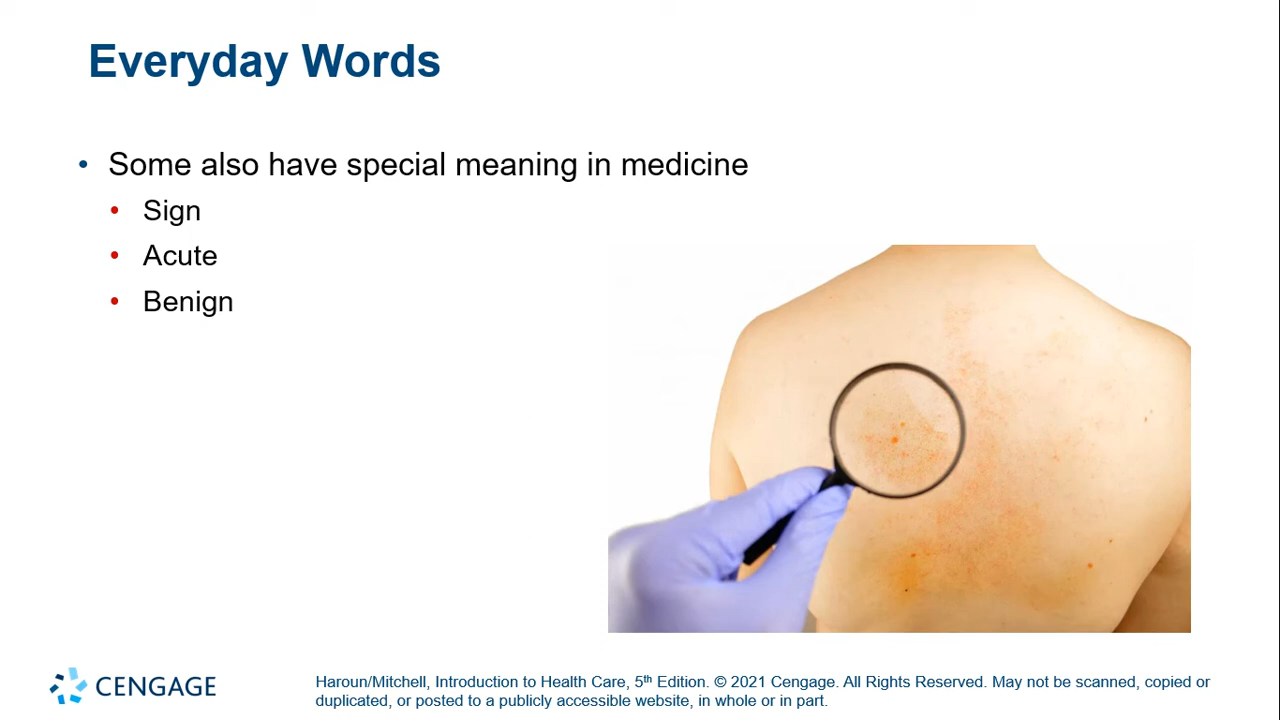 Everyday Words
• Some also have special meaning in medicine
• Sign
• Acute
• Benign
CENGAGE
Haroun/Mitchell, Introduction to Health Care, 5th Edition. © 2021 Cengage. All Rights Reserved. May not be scanned, copied or
duplicated, or posted to a publicly accessible website, in whole or in part.